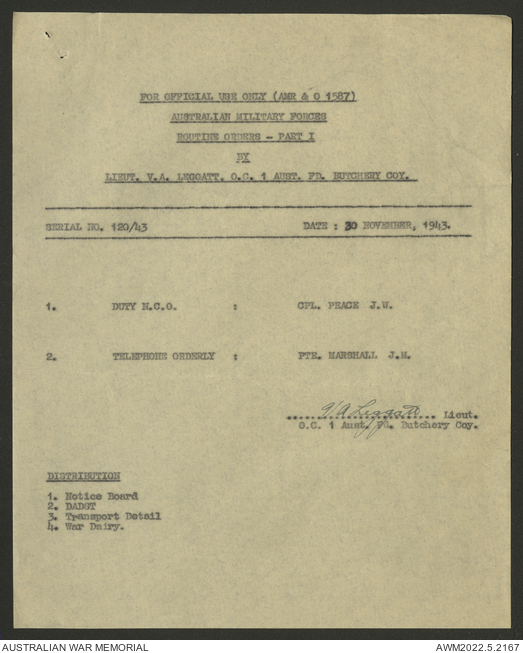 FOR OFFICIAL USE ONLY (AMR & O 1587)
AUSTRALIAN MILITARY FORCES
ROUTINE ORDERS - PART I
BY
LIEUT. V.A. LEGGATT. O.C. 1 AUST. FD. BUTCHERY COY.
SERIAL NO. 120/43 DATE : 30 NOVEMBER, 1943.
1. DUTY N.C.O. : CPL. PEACE J.W.
2. TELEPHONE ORDERLY : PTE. MARSHALL J.M.
VA Leggatt Lieut.
O.C. 1 Aust. Fd. Butchery Coy.
DISTRIBUTION
1. Notice Board
2. DADST
3. Transport Detail
4. War Dairy.
AUSTRALIAN WAR MEMORIAL AWM2022.5.2167